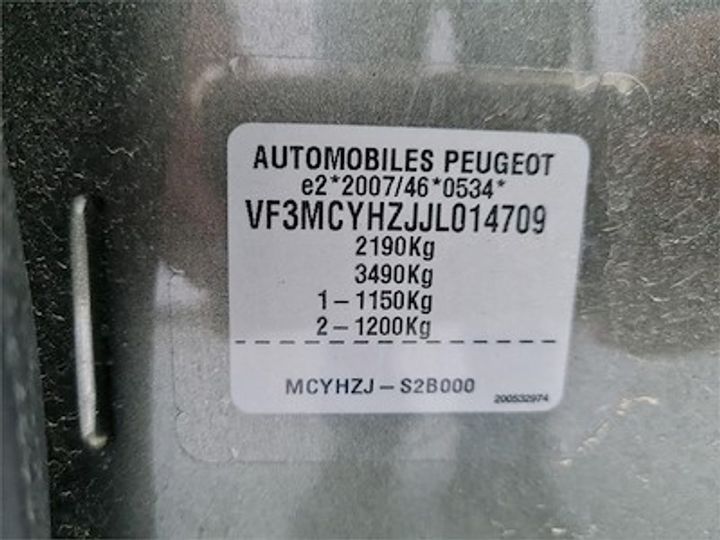 AUTOMOBILES PEUGEOT
e2*2007/46*0534*
VF3MCYHZJJL014709
2190Kg
3490Kg
1-1150Kg
2-1200Kg
MCYHZJ-S2B000
200532974